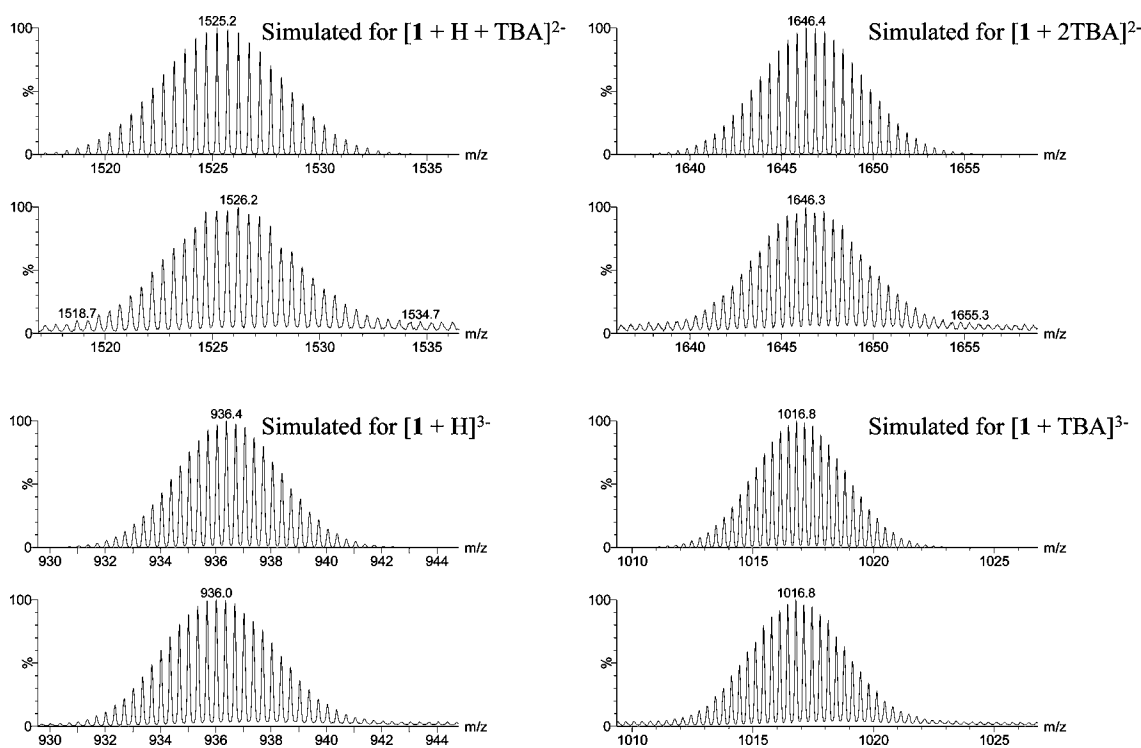 1525.2
Simulated for [1 + H + TBA]2-
100
%
0
1520 1525 1530 1535 m/z
1646.4
Simulated for [1 + 2TBA]2-
100
%
0
1640 1645 1650 1655 m/z
1526.2
100
%
1518.7
1534.7
0
1520 1525 1530 1535 m/z
1646.3
100
%
1655.3
0
1640 1645 1650 1655 m/z
936.4
Simulated for [1 + H]3-
100
%
0
930 932 934 936 938 940 942 944 m/z
1016.8
Simulated for [1 + TBA]3-
100
%
0
1010 1015 1020 1025 m/z
936.0
100
%
0
930 932 934 936 938 940 942 944 m/z
1016.8
100
%
0
1010 1015 1020 1025 m/z